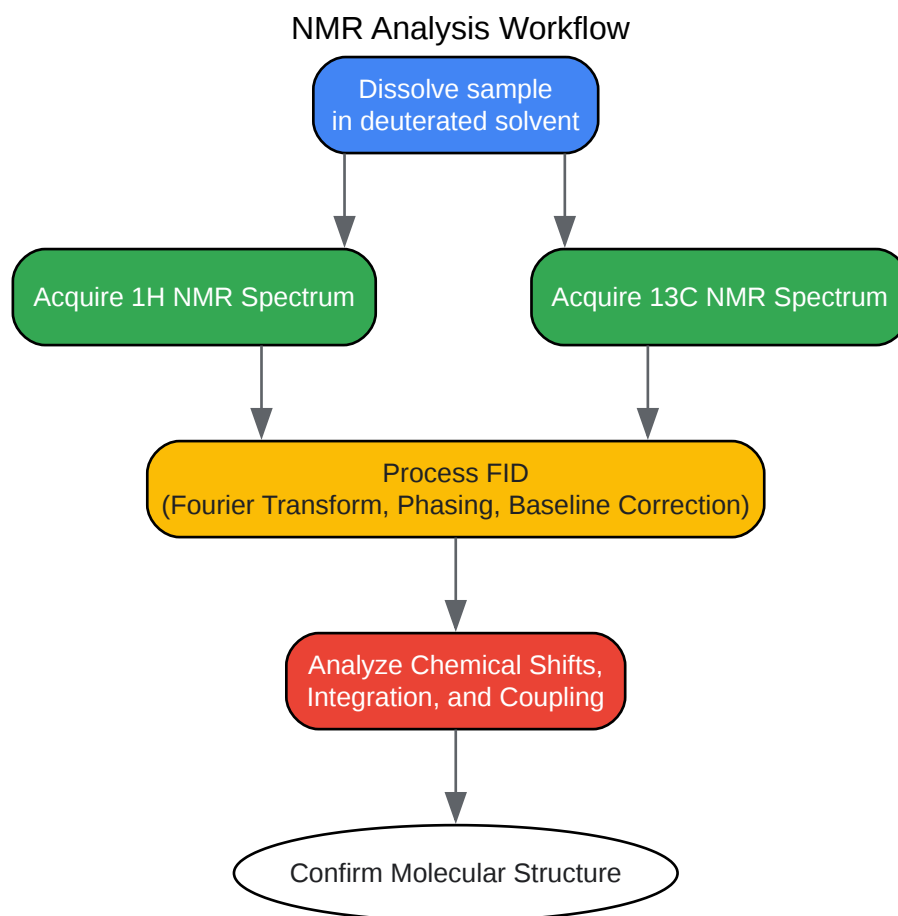 NMR Analysis Workflow
Dissolve sample
in deuterated solvent
Acquire 1H NMR Spectrum
Acquire 13C NMR Spectrum
Process FID
(Fourier Transform, Phasing, Baseline Correction)
Analyze Chemical Shifts,
Integration, and Coupling
Confirm Molecular Structure